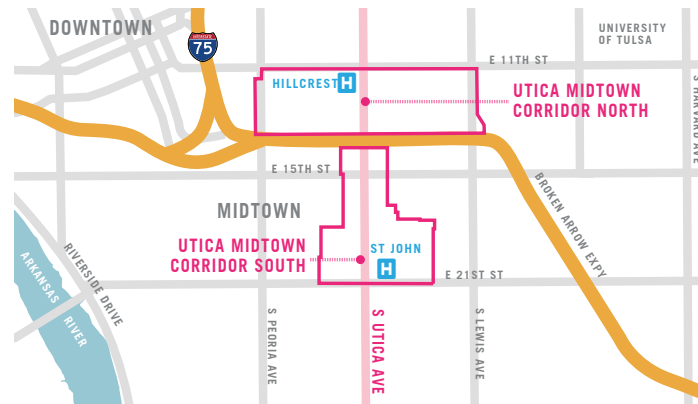 DOWNTOWN
INTERSTATE
75
UNIVERSITY
OF TULSA
E 11TH ST
S HARVARD AVE
HILLCREST H
UTICA MIDTOWN
CORRIDOR NORTH
E 15TH ST
BROKEN ARROW EXPY
MIDTOWN
UTICA MIDTOWN
CORRIDOR SOUTH
ST JOHN
H
E 21ST ST
RIVERSIDE DRIVE
ARKANSAS
RIVER
S PEORIA AVE
S UTICA AVE
S LEWIS AVE